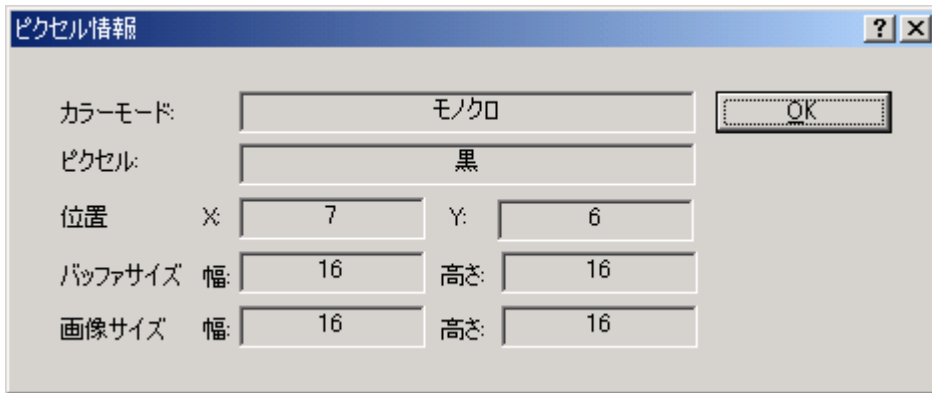 ピクセル情報 ? ×
カラーモード: モノクロ OK
ピクセル: 黒
位置 X: 7 Y: 6
バッファサイズ 幅: 16 高さ: 16
画像サイズ 幅: 16 高さ: 16